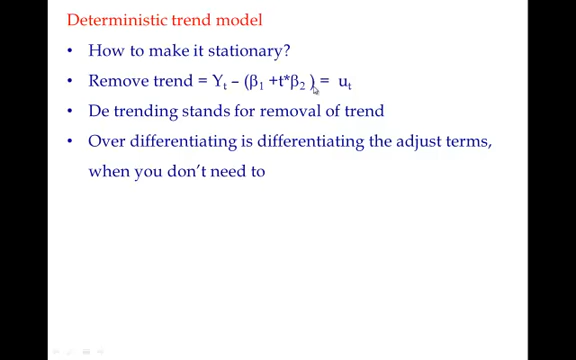 Deterministic trend model
• How to make it stationary?
• Remove trend = Yₜ – (β₁ +t*β₂ ) = uₜ
• De trending stands for removal of trend
• Over differentiating is differentiating the adjust terms,
when you don't need to